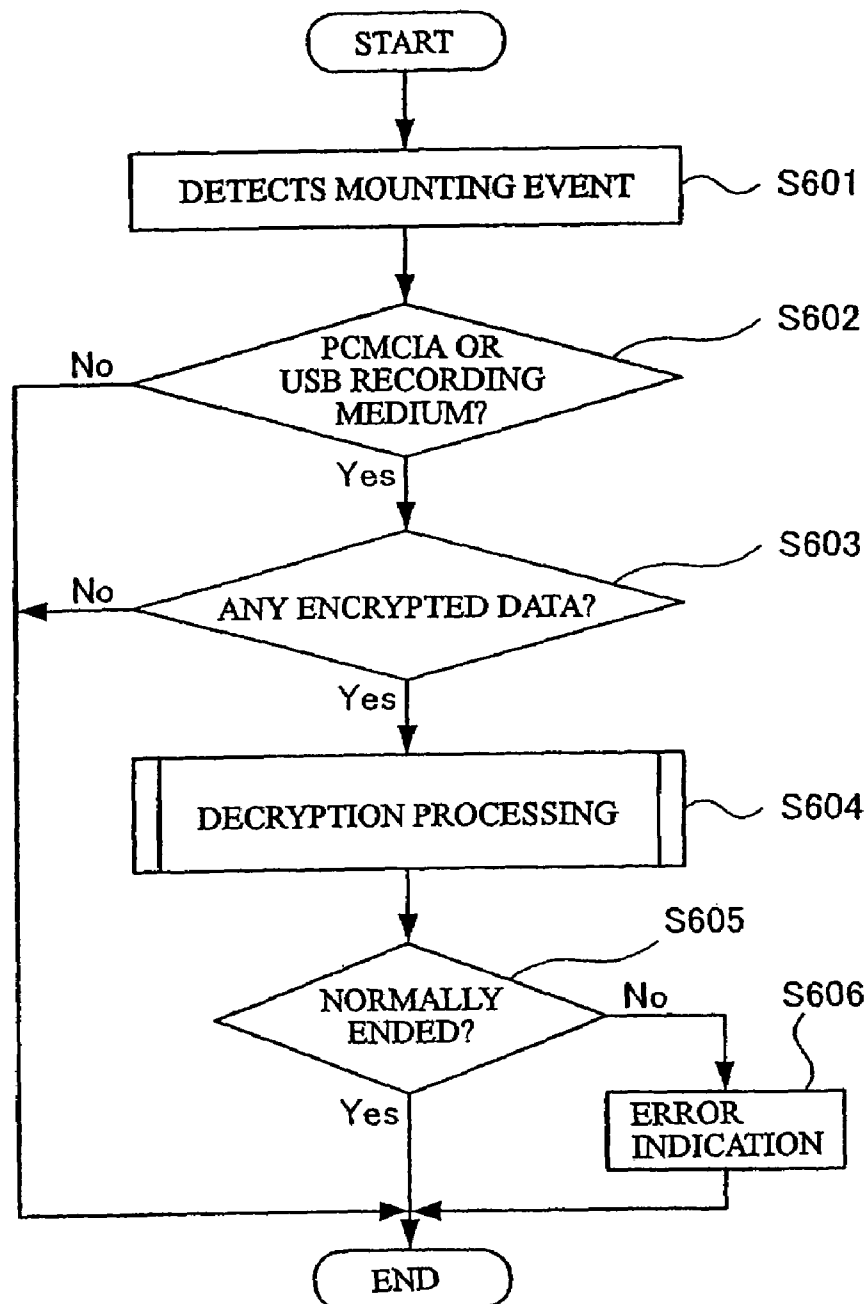 START
DETECTS MOUNTING EVENT
S601
S602
PCMCIA OR
USB RECORDING
MEDIUM?
No
Yes
S603
ANY ENCRYPTED DATA?
No
Yes
DECRYPTION PROCESSING
S604
S605
NORMALLY
ENDED?
No
S606
Yes
ERROR
INDICATION
END